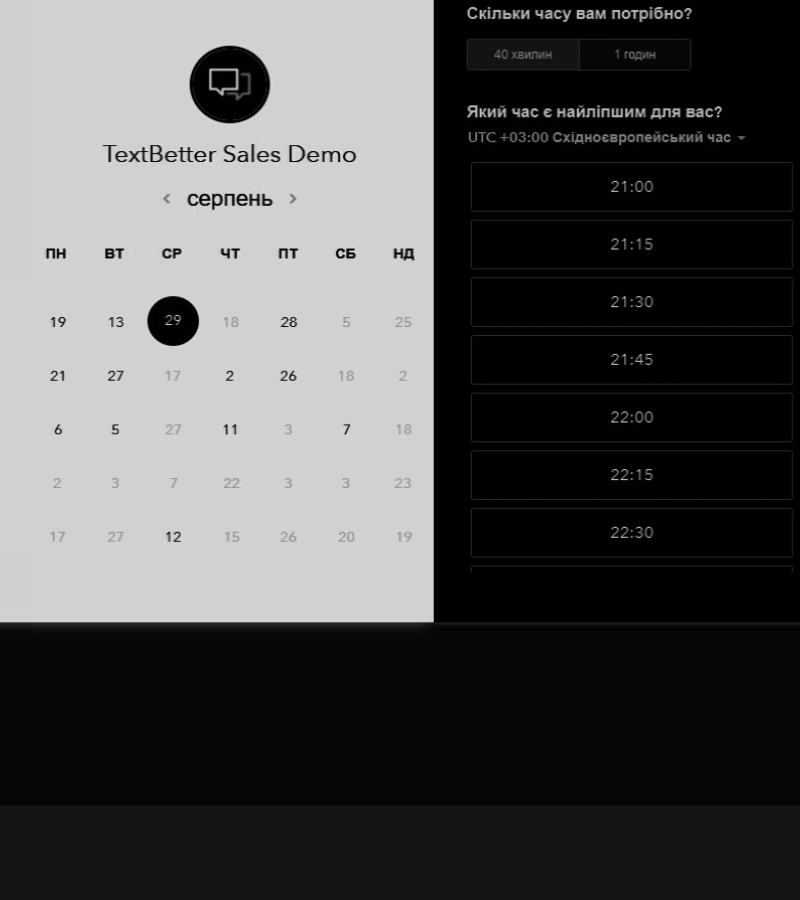 TextBetter Sales Demo
серпень
ПН ВТ СР ЧТ ПТ СБ НД
19 13 29 18 28 5 25
21 27 17 2 26 18 2
6 5 27 11 3 7 18
2 3 7 22 3 3 23
17 27 12 15 26 20 19
Скільки часу вам потрібно?
40 хвилин 1 годин
Який час є найліпшим для вас?
UTC +03:00 Східноєвропейський час
21:00
21:15
21:30
21:45
22:00
22:15
22:30